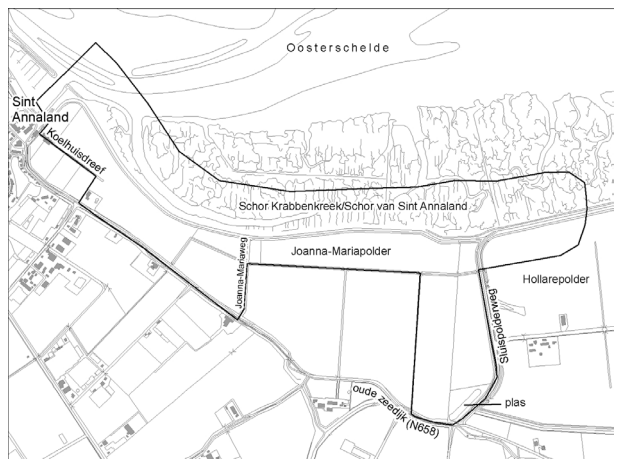 Oosterschelde
Sint
Annaland
Koelhuisdreef
Schor Krabbenkreek/Schor van Sint Annaland
Joanna-Mariaweg
Joanna-Mariapolder
Hollarepolder
Sluispolderweg
oude zeedijk (N658)
plas